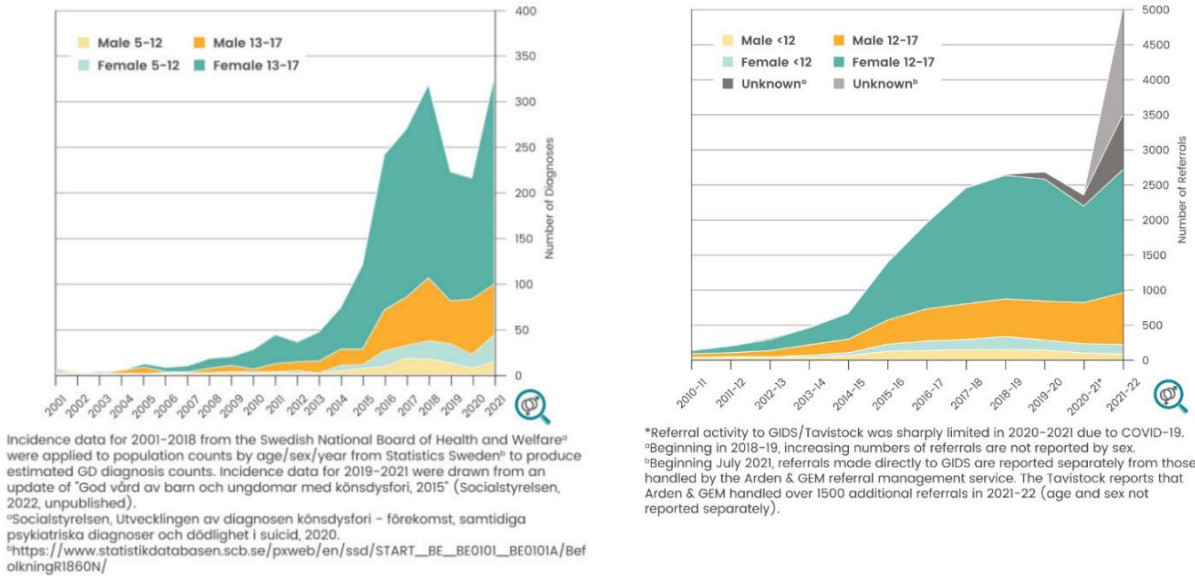 400
350
300
250
200
150
100
50
0
Number of Diagnoses
Male 5-12
Male 13-17
Female 5-12
Female 13-17
2001
2002
2003
2004
2005
2006
2007
2008
2009
2010
2011
2012
2013
2014
2015
2016
2017
2018
2019
2020
2021
Incidence data for 2001-2018 from the Swedish National Board of Health and Welfareᵃ
were applied to population counts by age/sex/year from Statistics Swedenᵇ to produce
estimated GD diagnosis counts. Incidence data for 2019-2021 were drawn from an
update of "God vård av barn och ungdomar med könsdysfori, 2015" (Socialstyrelsen,
2022, unpublished).
ᵃSocialstyrelsen, Utvecklingen av diagnosen könsdysfori - förekomst, samtidiga
psykiatriska diagnoser och dödlighet i suicid, 2020.
ᵇhttps://www.statistikdatabasen.scb.se/pxweb/en/ssd/START__BE__BE0101__BE0101A/Bef
olkningR1860N/
5000
4500
4000
3500
3000
2500
2000
1500
1000
500
0
Number of Referrals
Male <12
Male 12-17
Female <12
Female 12-17
Unknownᵃ
Unknownᵇ
2010-11
2011-12
2012-13
2013-14
2014-15
2015-16
2016-17
2017-18
2018-19
2019-20
2020-21*
2021-22
*Referral activity to GIDS/Tavistock was sharply limited in 2020-2021 due to COVID-19.
ᵃBeginning in 2018-19, increasing numbers of referrals are not reported by sex.
ᵇBeginning July 2021, referrals made directly to GIDS are reported separately from those
handled by the Arden & GEM referral management service. The Tavistock reports that
Arden & GEM handled over 1500 additional referrals in 2021-22 (age and sex not
reported separately).